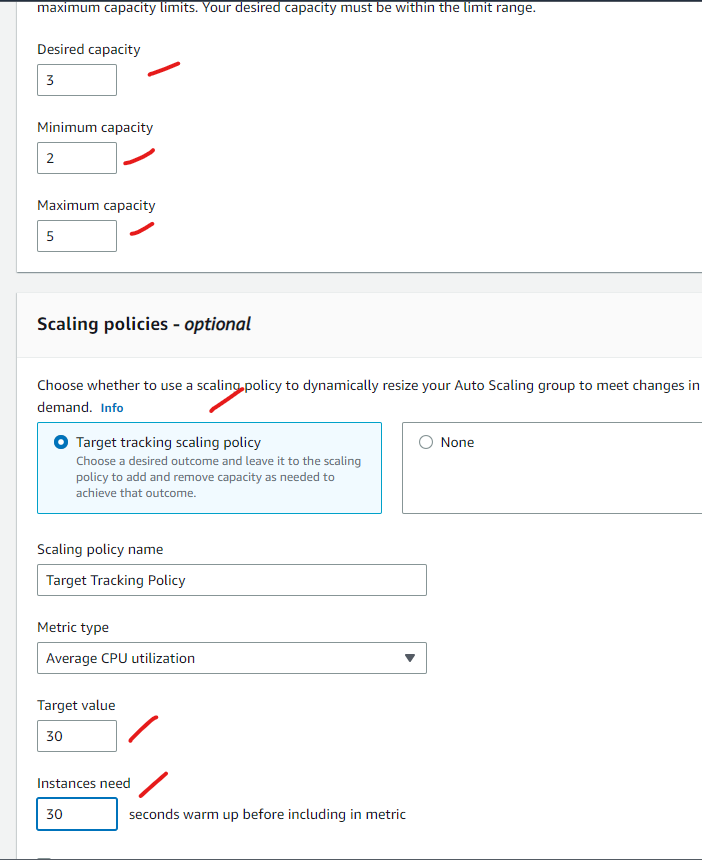 maximum capacity limits. Your desired capacity must be within the limit range.
Desired capacity
3
Minimum capacity
2
Maximum capacity
5
Scaling policies - optional
Choose whether to use a scaling policy to dynamically resize your Auto Scaling group to meet changes in
demand. Info
Target tracking scaling policy
Choose a desired outcome and leave it to the scaling
policy to add and remove capacity as needed to
achieve that outcome.
None
Scaling policy name
Target Tracking Policy
Metric type
Average CPU utilization
Target value
30
Instances need
30 seconds warm up before including in metric